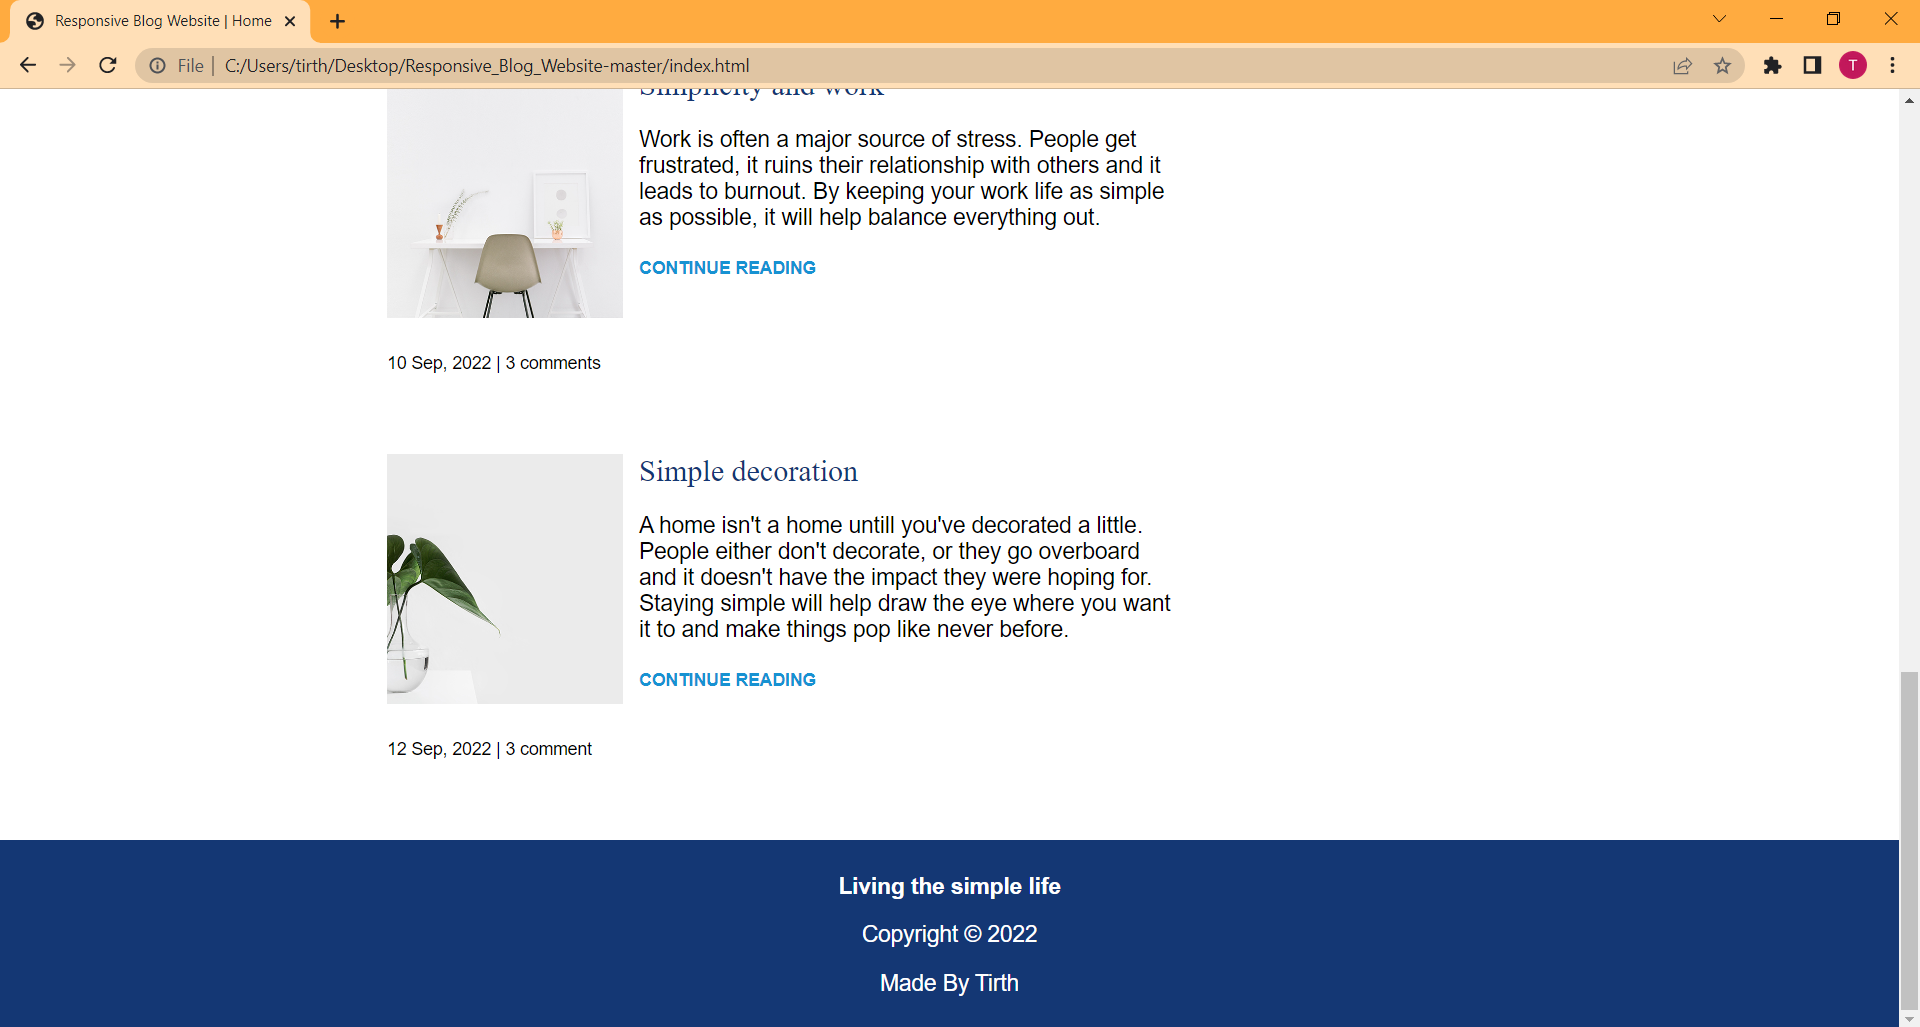 Responsive Blog Website | Home
File | C:/Users/tirth/Desktop/Responsive_Blog_Website-master/index.html
T
Simplicity and work
Work is often a major source of stress. People get
frustrated, it ruins their relationship with others and it
leads to burnout. By keeping your work life as simple
as possible, it will help balance everything out.
CONTINUE READING
10 Sep, 2022 | 3 comments
Simple decoration
A home isn't a home untill you've decorated a little.
People either don't decorate, or they go overboard
and it doesn't have the impact they were hoping for.
Staying simple will help draw the eye where you want
it to and make things pop like never before.
CONTINUE READING
12 Sep, 2022 | 3 comment
Living the simple life
Copyright © 2022
Made By Tirth